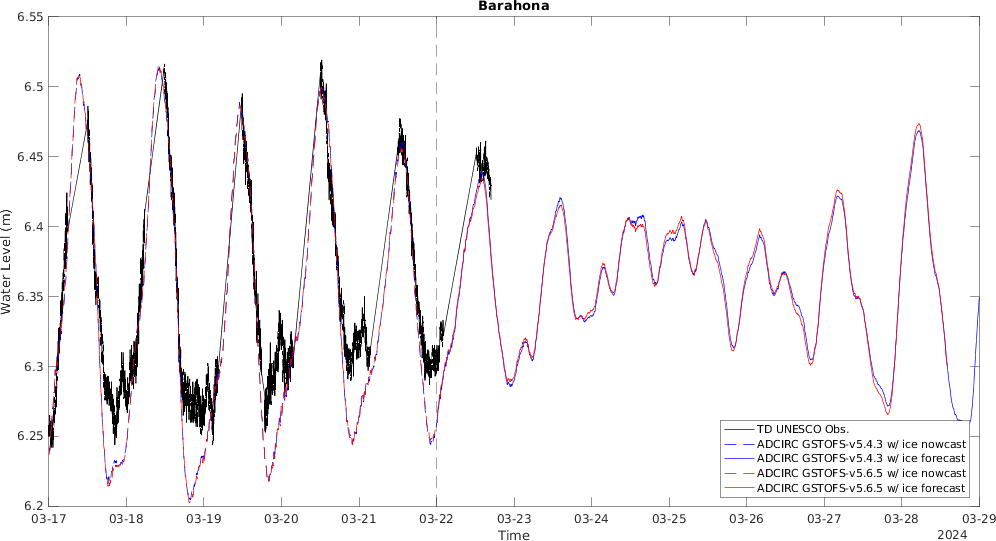 Barahona
6.55
6.5
6.45
6.4
6.35
6.3
6.25
6.2
Water Level (m)
TD UNESCO Obs.
ADCIRC GSTOFS-v5.4.3 w/ ice nowcast
ADCIRC GSTOFS-v5.4.3 w/ ice forecast
ADCIRC GSTOFS-v5.6.5 w/ ice nowcast
ADCIRC GSTOFS-v5.6.5 w/ ice forecast
03-17 03-18 03-19 03-20 03-21 03-22 03-23 03-24 03-25 03-26 03-27 03-28 03-29
Time
2024